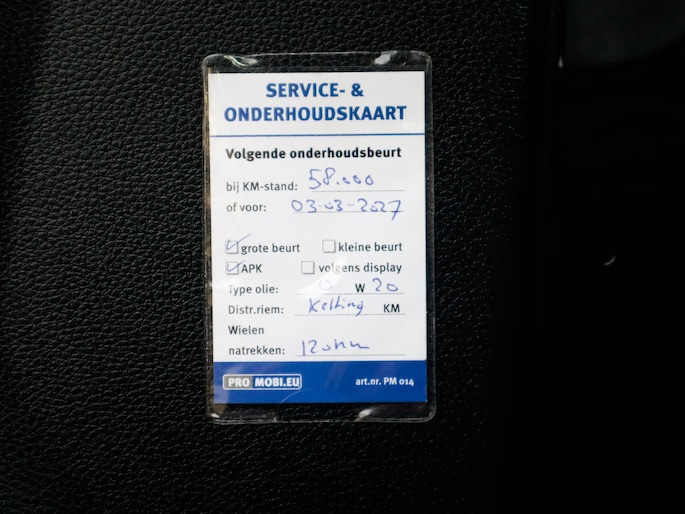 SERVICE- &
ONDERHOUDSKAART
Volgende onderhoudsbeurt
bij KM-stand: 58.000
of voor: 03-03-2027
grote beurt kleine beurt
APK volgens display
Type olie: 0 W 20
Distr.riem: Ketting KM
Wielen
natrekken: 120nm
PRO MOBI.EU art.nr. PM 014